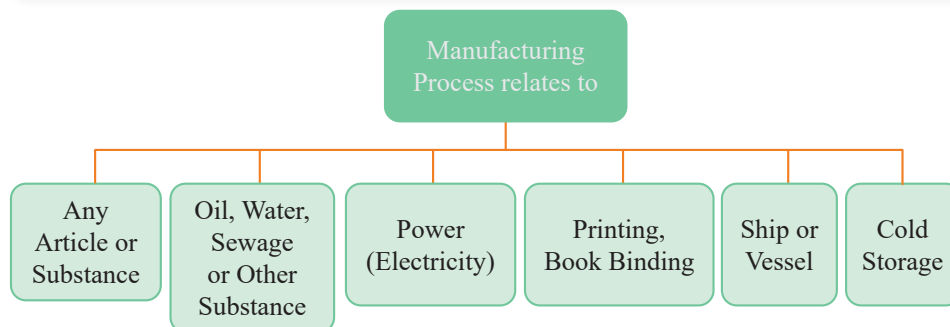 Manufacturing
Process relates to
Any
Article or
Substance
Oil, Water,
Sewage
or Other
Substance
Power
(Electricity)
Printing,
Book Binding
Ship or
Vessel
Cold
Storage